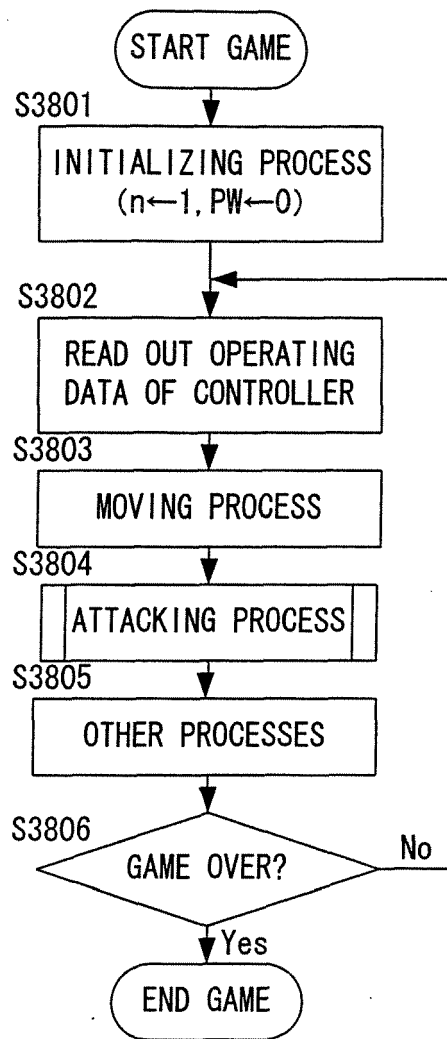 START GAME
S3801
INITIALIZING PROCESS
(n←1, PW←0)
S3802
READ OUT OPERATING
DATA OF CONTROLLER
S3803
MOVING PROCESS
S3804
ATTACKING PROCESS
S3805
OTHER PROCESSES
S3806
GAME OVER?
No
Yes
END GAME